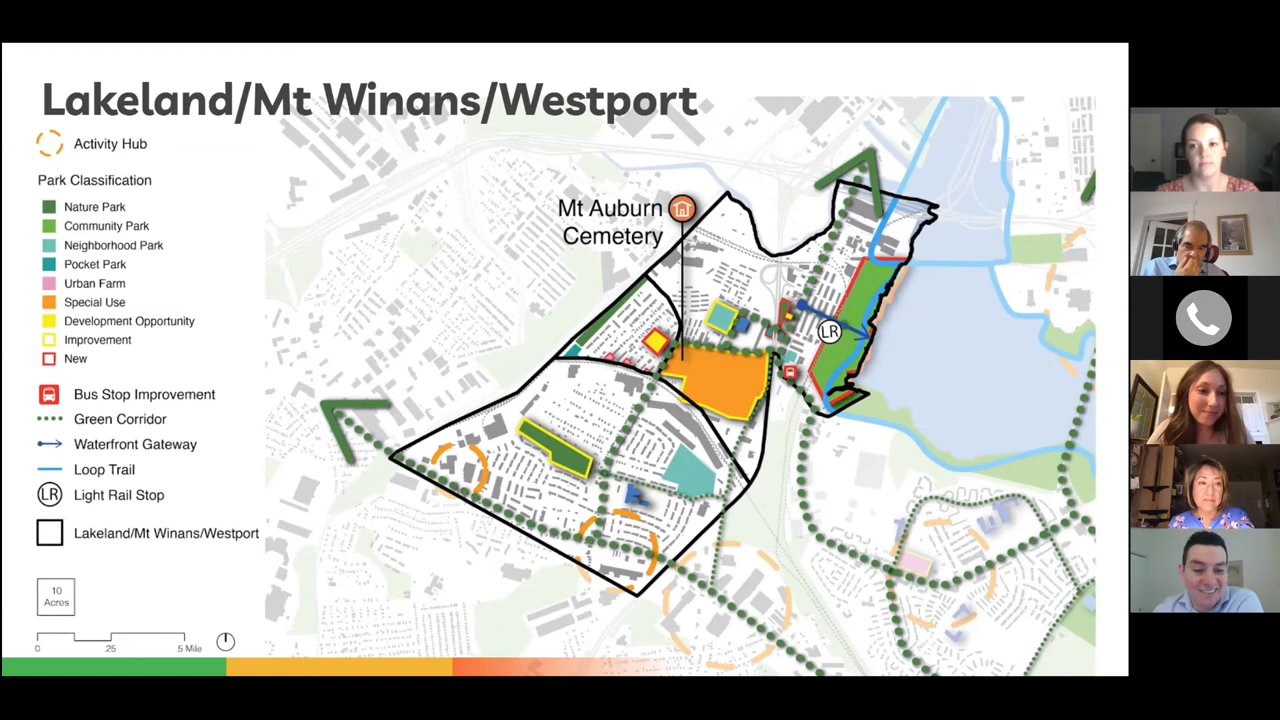 Lakeland/Mt Winans/Westport
Activity Hub
Park Classification
Nature Park
Community Park
Neighborhood Park
Pocket Park
Urban Farm
Special Use
Development Opportunity
Improvement
New
Bus Stop Improvement
Green Corridor
Waterfront Gateway
Loop Trail
LR Light Rail Stop
Lakeland/Mt Winans/Westport
10
Acres
0 .25 .5 Mile
Mt Auburn
Cemetery
LR